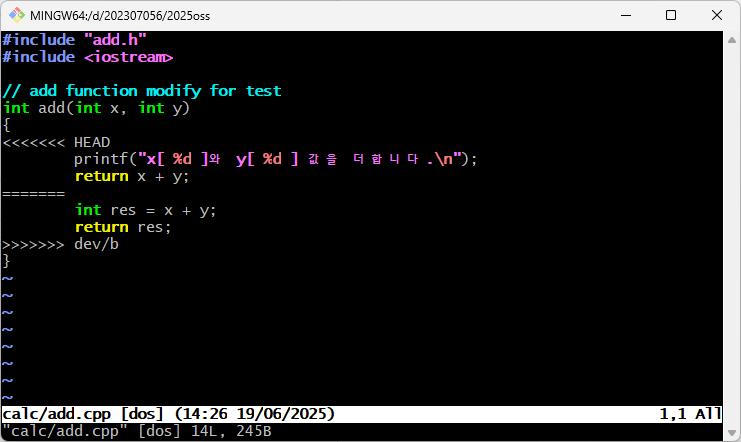 MINGW64:/d/202307056/2025oss
#include "add.h"
#include <iostream>
// add function modify for test
int add(int x, int y)
{
<<<<<<< HEAD
        printf("x[ %d ]와  y[ %d ] 값 을  더 합 니 다 .\n");
        return x + y;
=======
        int res = x + y;
        return res;
>>>>>>> dev/b
}
~
~
~
~
~
~
~
~
calc/add.cpp [dos] (14:26 19/06/2025) 1,1 All
"calc/add.cpp" [dos] 14L, 245B